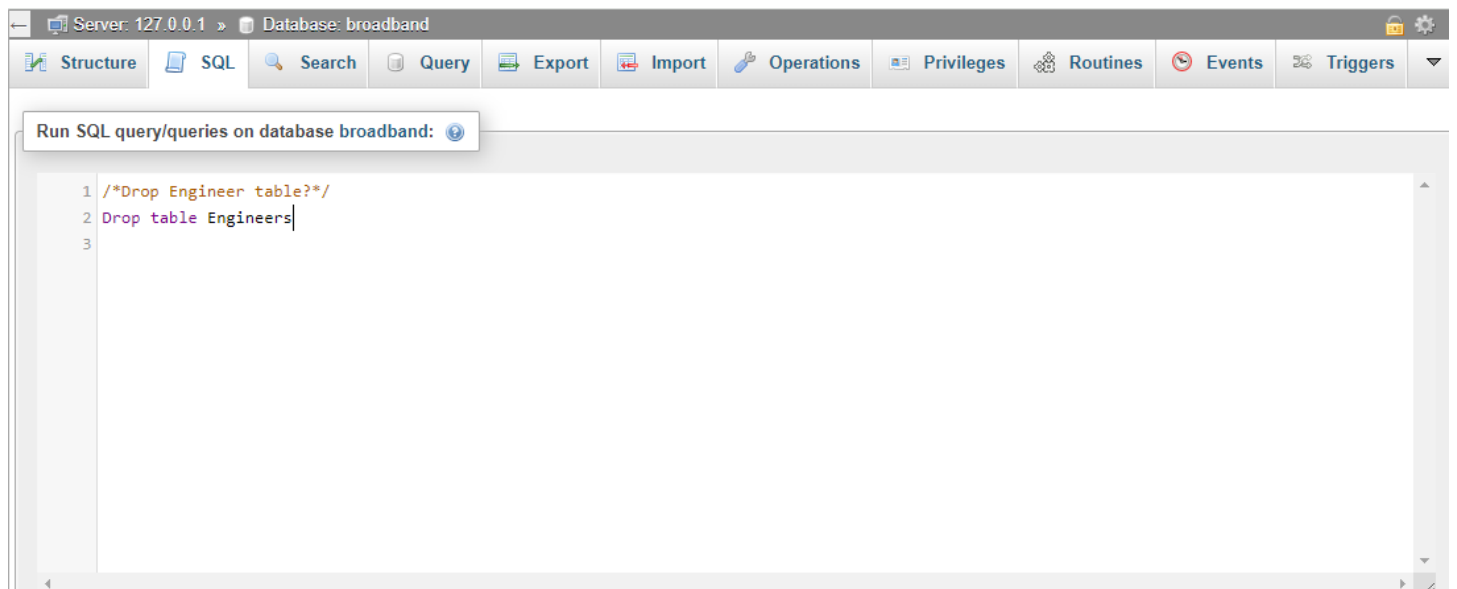 ← Server: 127.0.0.1 » Database: broadband
Structure SQL Search Query Export Import Operations Privileges Routines Events Triggers
Run SQL query/queries on database broadband:
1 /*Drop Engineer table?*/
2 Drop table Engineers
3